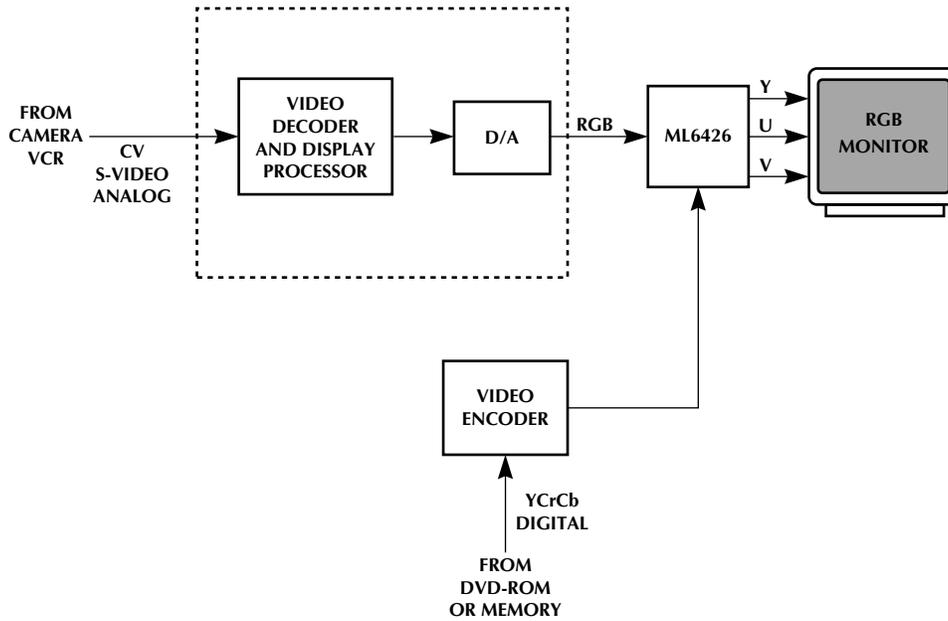 FROM
CAMERA
VCR
CV
S-VIDEO
ANALOG
VIDEO
DECODER
AND DISPLAY
PROCESSOR
D/A
RGB
ML6426
Y
U
V
RGB
MONITOR
VIDEO
ENCODER
YCrCb
DIGITAL
FROM
DVD-ROM
OR MEMORY